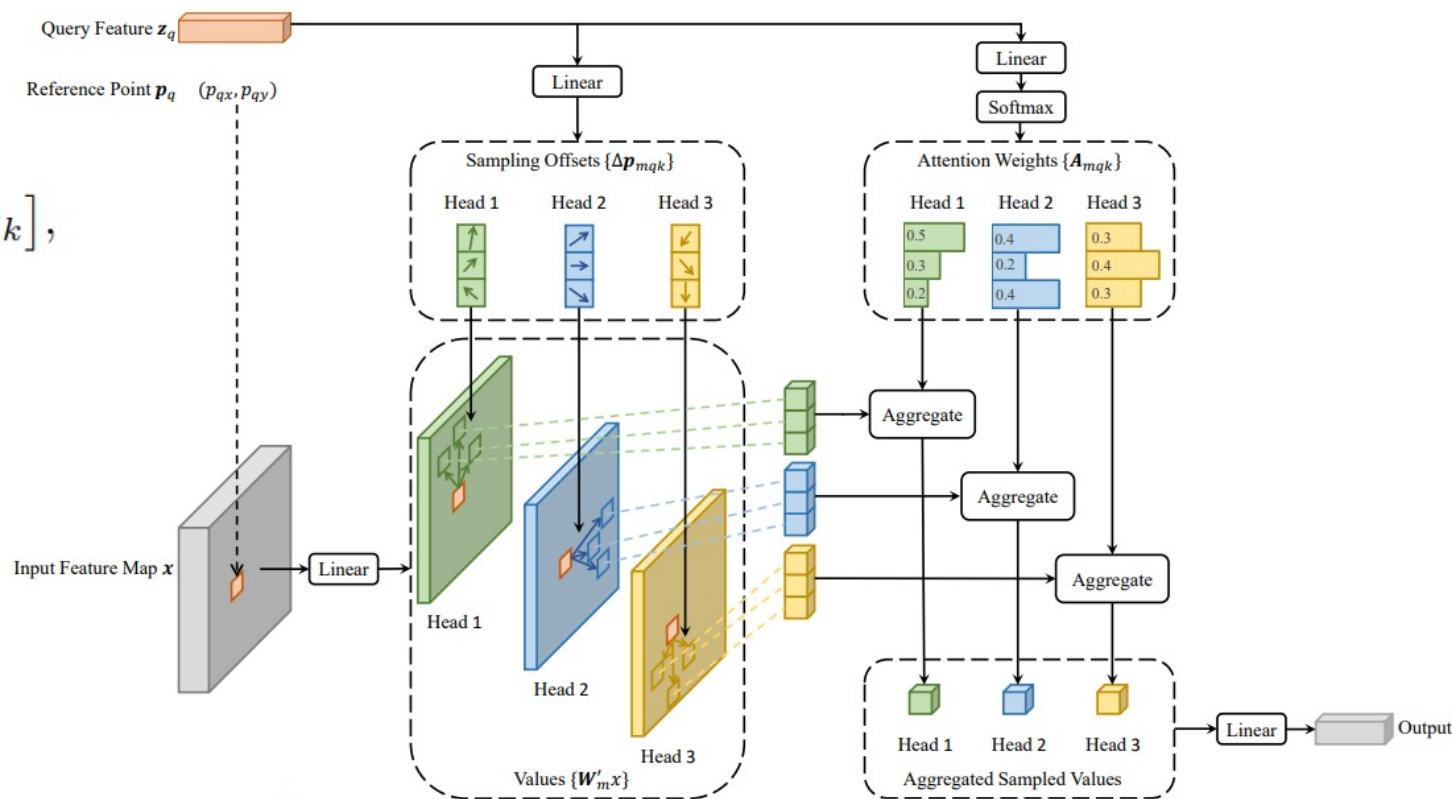 Query Feature z_q
Linear
Linear
Reference Point p_q (p_qx, p_qy)
Softmax
k],
Sampling Offsets {Δp_mqk}
Head 1 Head 2 Head 3
Attention Weights {A_mqk}
Head 1 Head 2 Head 3
0.5 0.4 0.3
0.3 0.2 0.4
0.2 0.4 0.3
Aggregate
Aggregate
Aggregate
Input Feature Map x
Linear
Head 1
Head 2
Head 3
Values {W'_m x}
Head 1 Head 2 Head 3
Aggregated Sampled Values
Linear
Output